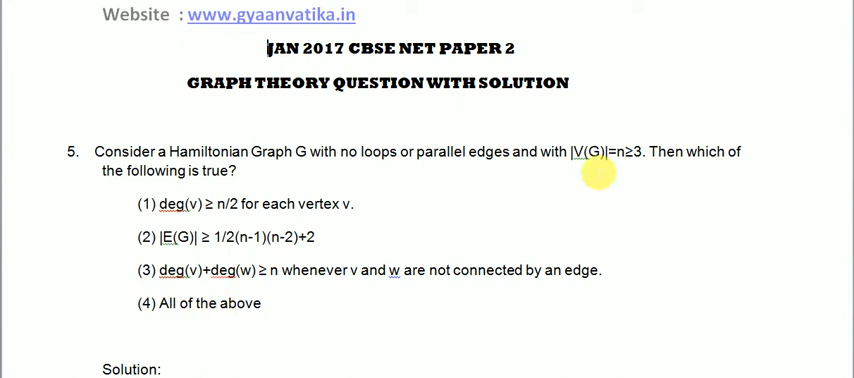 Website : www.gyaanvatika.in
JAN 2017 CBSE NET PAPER 2
GRAPH THEORY QUESTION WITH SOLUTION
5. Consider a Hamiltonian Graph G with no loops or parallel edges and with |V(G)|=n≥3. Then which of
the following is true?
(1) deg(v) ≥ n/2 for each vertex v.
(2) |E(G)| ≥ 1/2(n-1)(n-2)+2
(3) deg(v)+deg(w) ≥ n whenever v and w are not connected by an edge.
(4) All of the above
Solution: